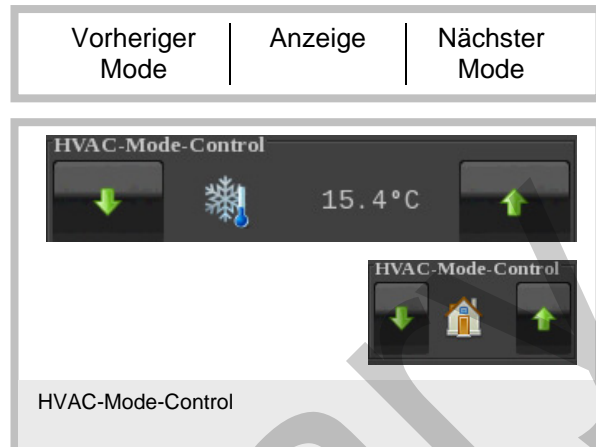 Vorheriger Mode
Anzeige
Nächster Mode
HVAC-Mode-Control
15.4°C
HVAC-Mode-Control
HVAC-Mode-Control